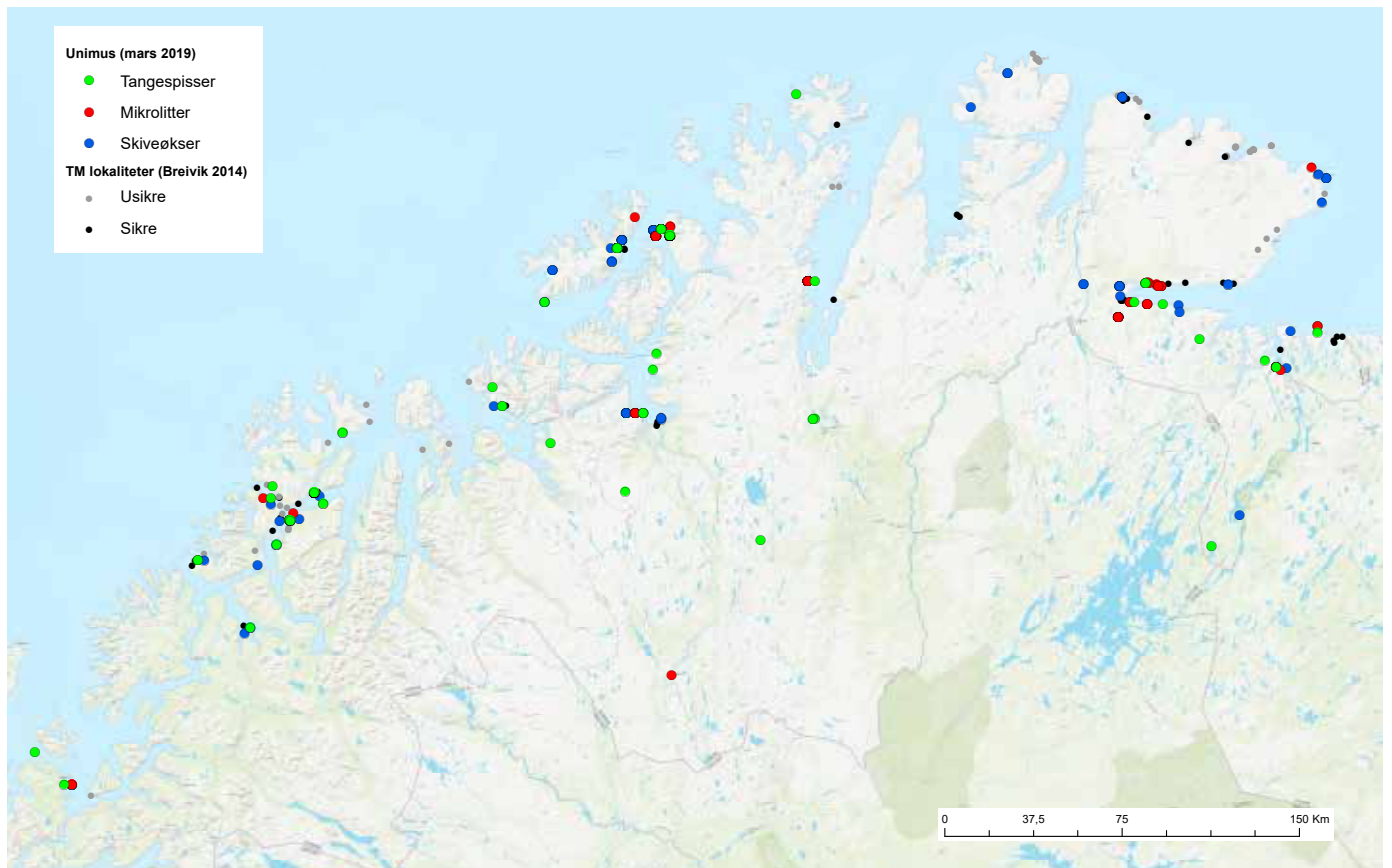 Unimus (mars 2019)
Tangespisser
Mikrolitter
Skiveøkser
TM lokaliteter (Breivik 2014)
Usikre
Sikre
0 37,5 75 150 Km